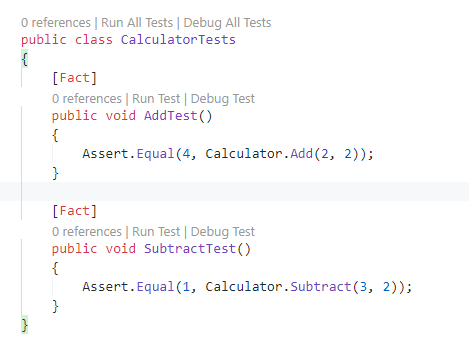 0 references | Run All Tests | Debug All Tests
public class CalculatorTests
{
    [Fact]
    0 references | Run Test | Debug Test
    public void AddTest()
    {
        Assert.Equal(4, Calculator.Add(2, 2));
    }
    [Fact]
    0 references | Run Test | Debug Test
    public void SubtractTest()
    {
        Assert.Equal(1, Calculator.Subtract(3, 2));
    }
}